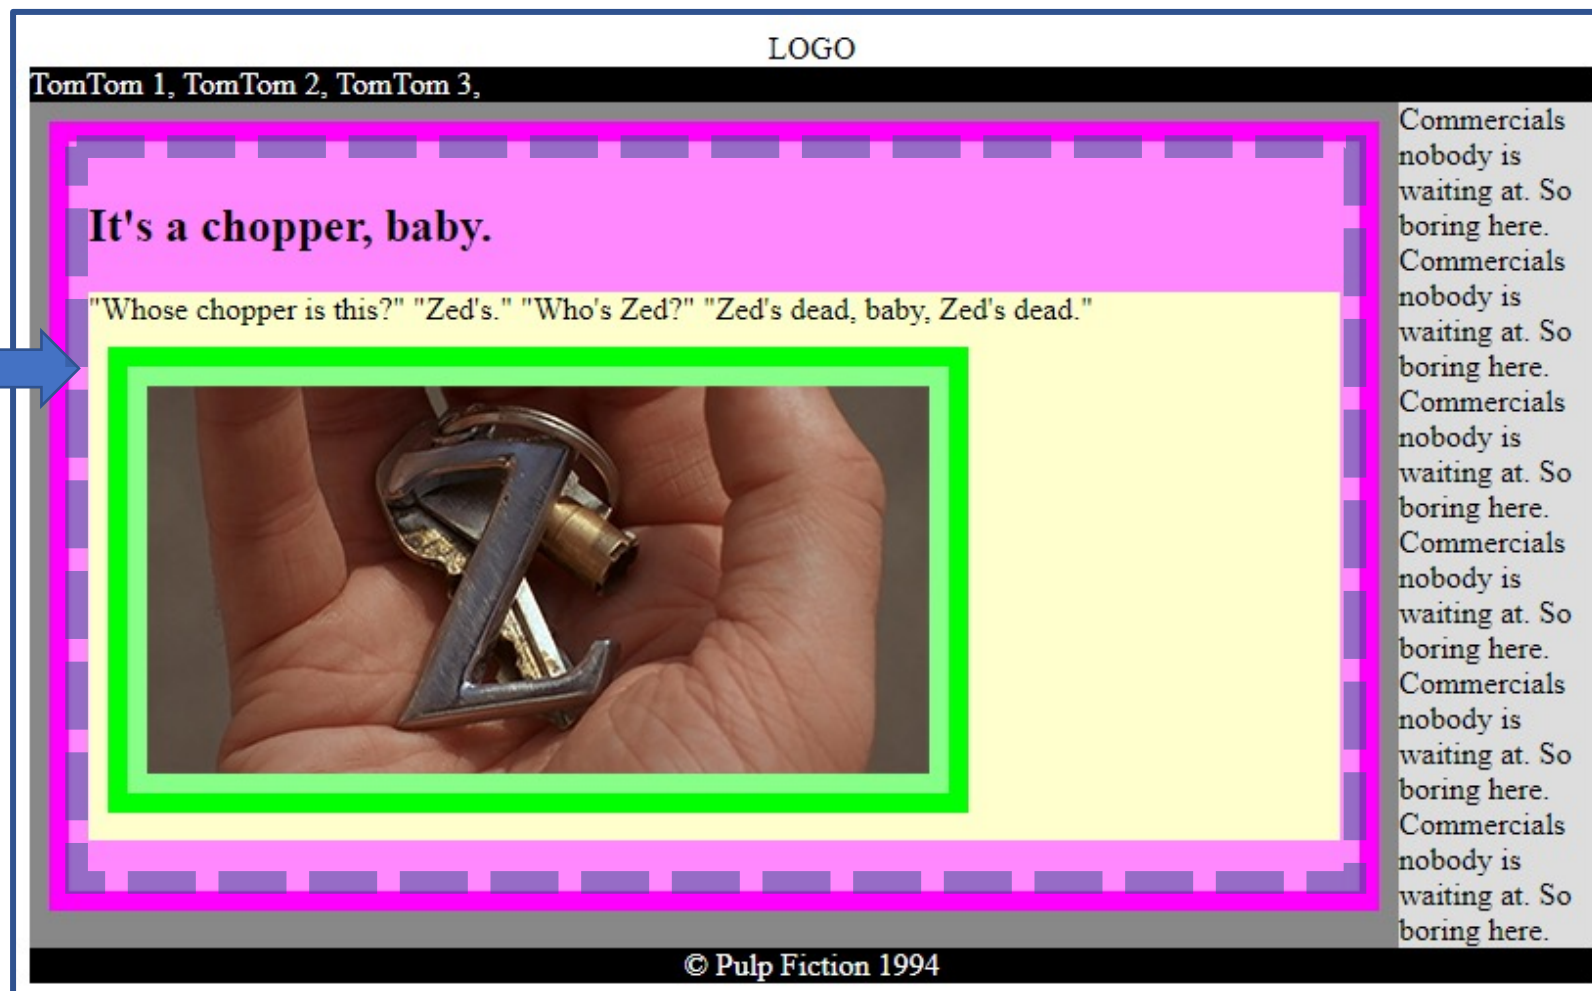 LOGO
TomTom 1, TomTom 2, TomTom 3,
It's a chopper, baby.
"Whose chopper is this?" "Zed's." "Who's Zed?" "Zed's dead, baby, Zed's dead."
Z
Commercials
nobody is
waiting at. So
boring here.
Commercials
nobody is
waiting at. So
boring here.
Commercials
nobody is
waiting at. So
boring here.
Commercials
nobody is
waiting at. So
boring here.
Commercials
nobody is
waiting at. So
boring here.
Commercials
nobody is
waiting at. So
boring here.
© Pulp Fiction 1994